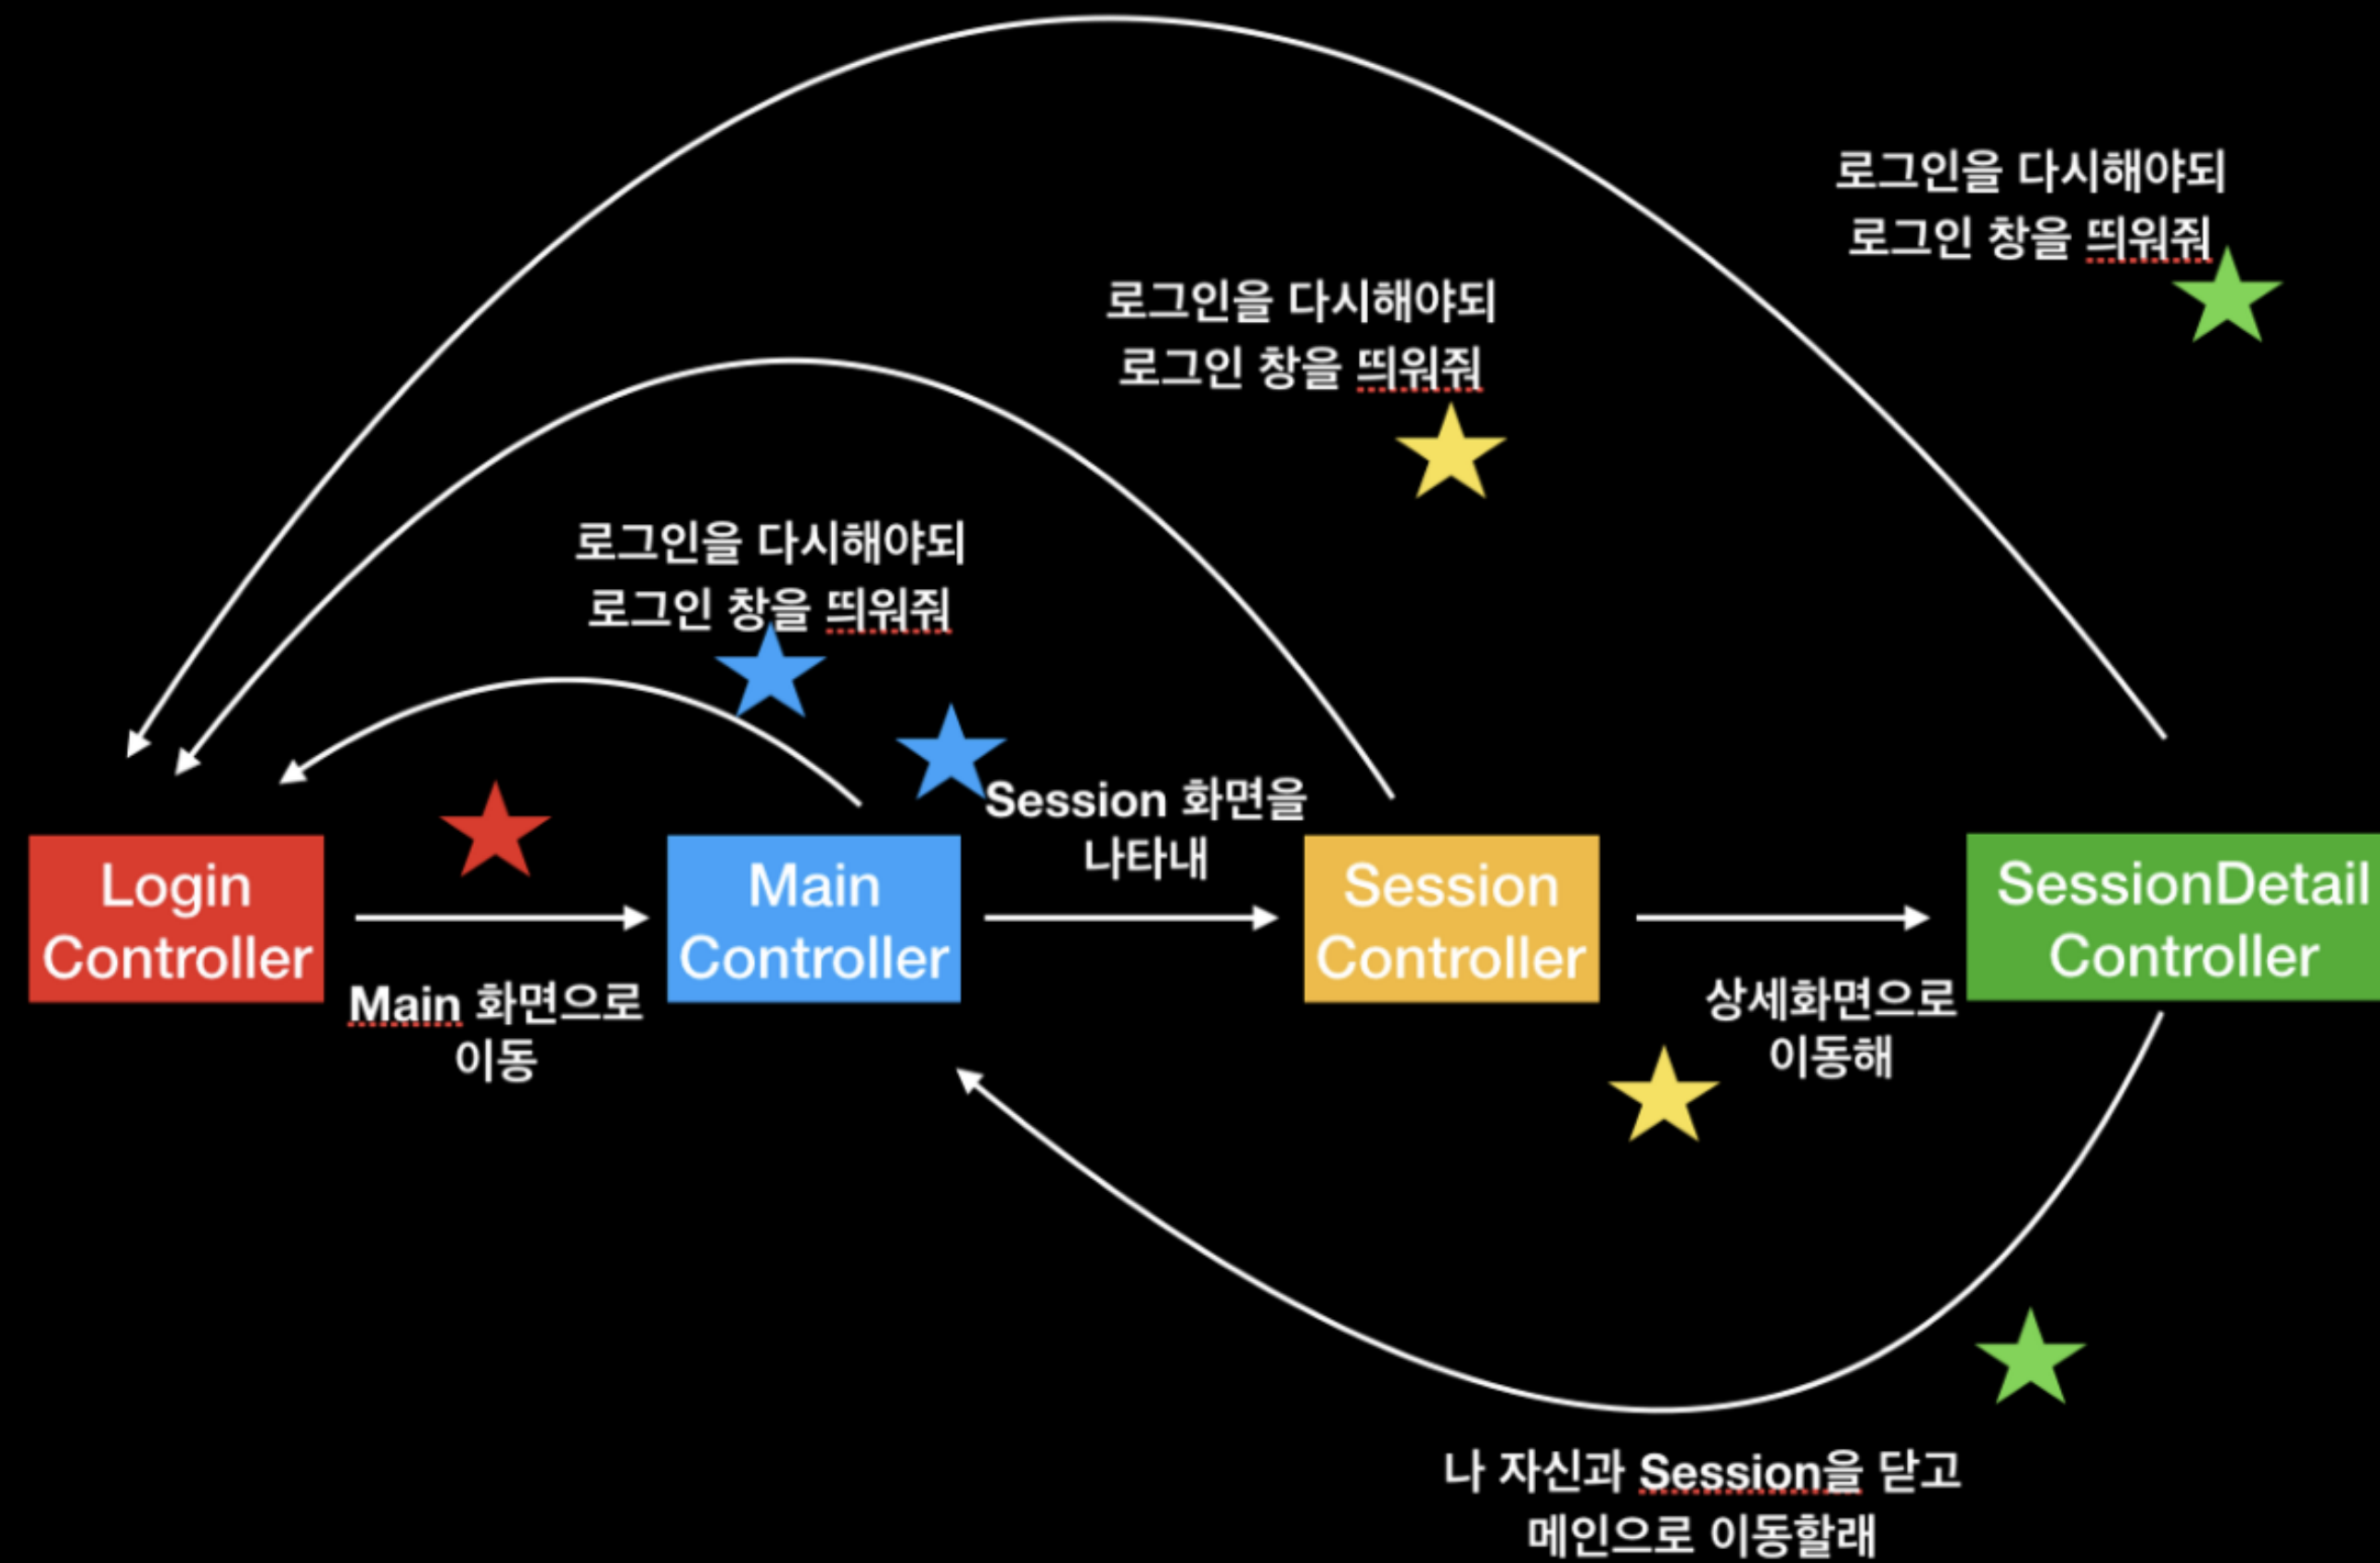 로그인을 다시해야되
로그인 창을 띄워줘
로그인을 다시해야되
로그인 창을 띄워줘
로그인을 다시해야되
로그인 창을 띄워줘
Session 화면을
나타내
Login
Controller
Main
Controller
Session
Controller
SessionDetail
Controller
Main 화면으로
이동
상세화면으로
이동해
나 자신과 Session을 닫고
메인으로 이동할래